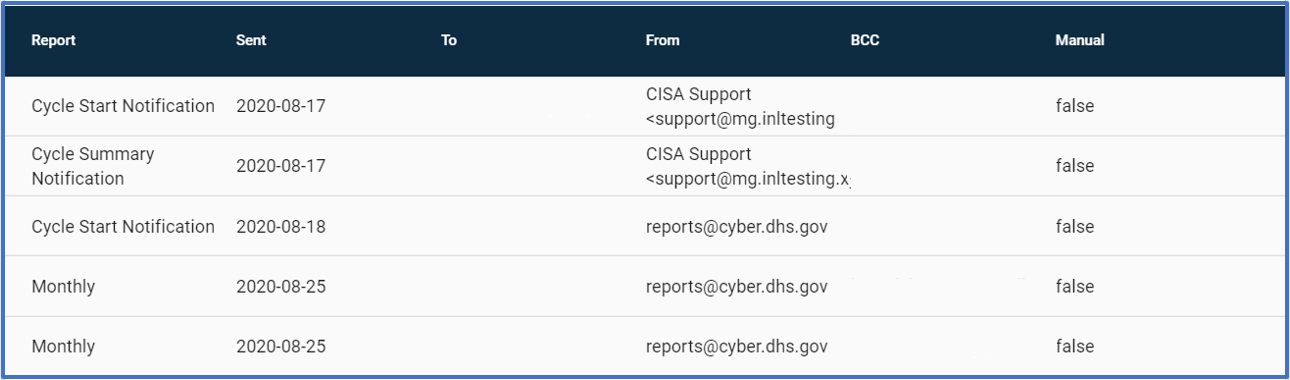 Report Sent To From BCC Manual
Cycle Start Notification 2020-08-17 CISA Support <support@mg.inltesting false
Cycle Summary Notification 2020-08-17 CISA Support <support@mg.inltesting.x false
Cycle Start Notification 2020-08-18 reports@cyber.dhs.gov false
Monthly 2020-08-25 reports@cyber.dhs.gov false
Monthly 2020-08-25 reports@cyber.dhs.gov false